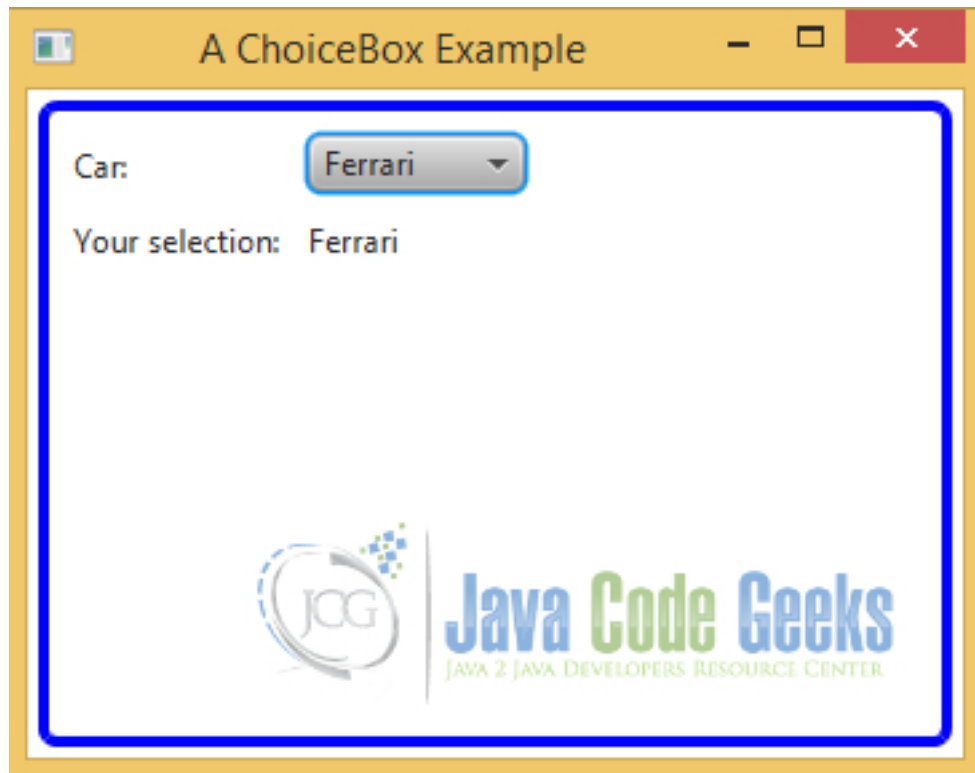 A ChoiceBox Example
Car: Ferrari
Your selection: Ferrari
JCG
Java Code Geeks
JAVA 2 JAVA DEVELOPERS RESOURCE CENTER